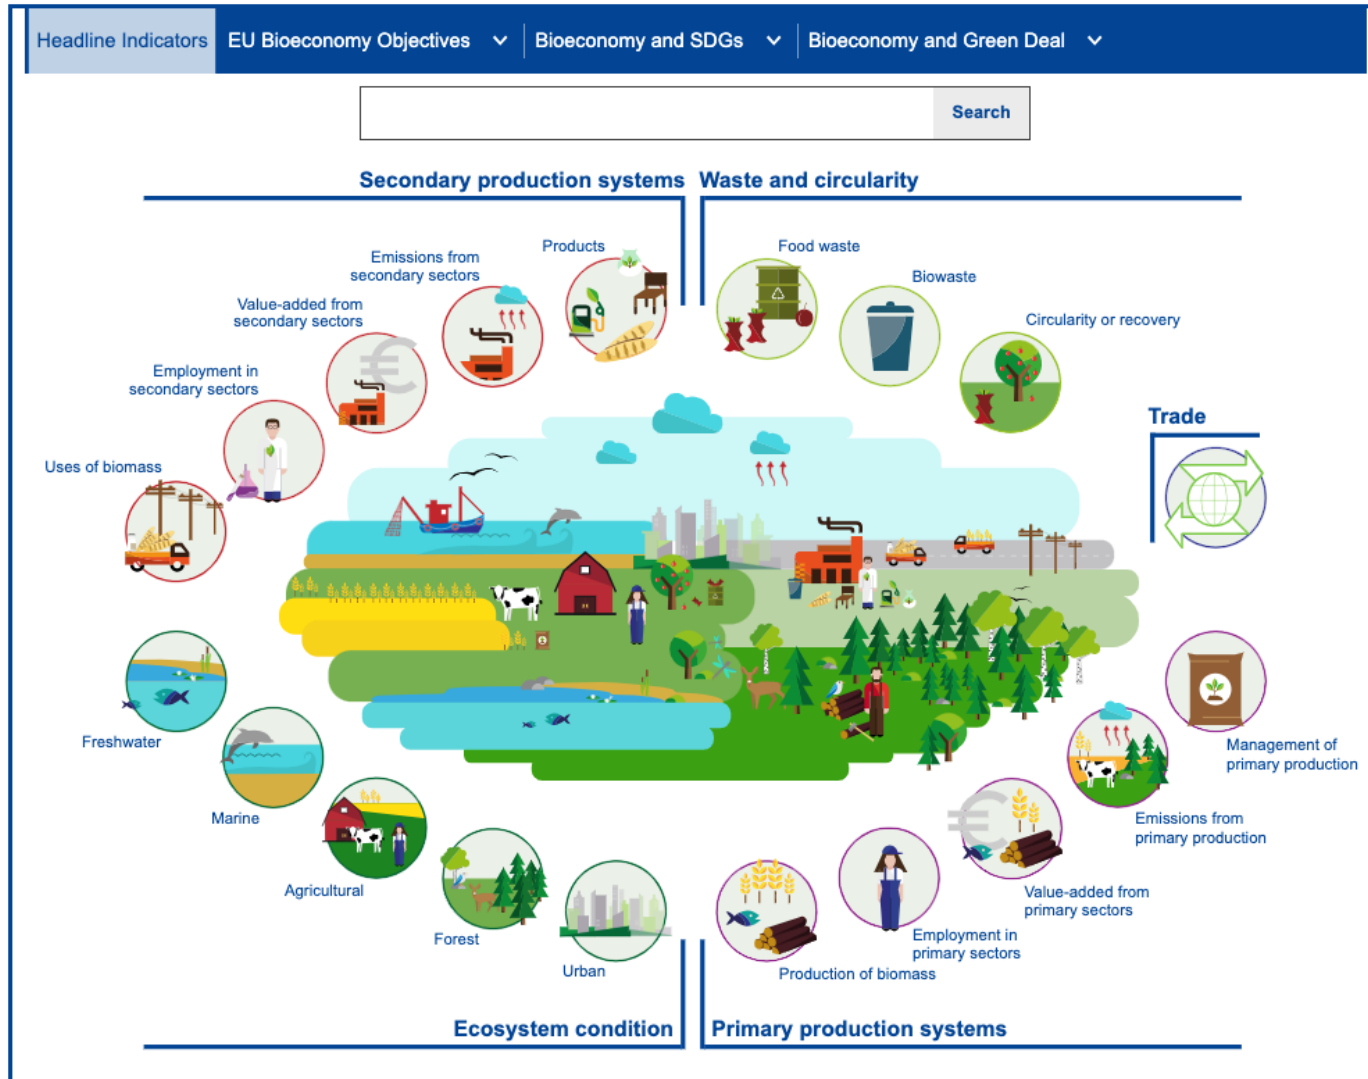 Headline Indicators
EU Bioeconomy Objectives
Bioeconomy and SDGs
Bioeconomy and Green Deal
Search
Secondary production systems
Waste and circularity
Products
Food waste
Emissions from
secondary sectors
Biowaste
Value-added from
secondary sectors
Circularity or recovery
Employment in
secondary sectors
Trade
Uses of biomass
Freshwater
Management of
primary production
Marine
Emissions from
primary production
Agricultural
Value-added from
primary sectors
Forest
Employment in
primary sectors
Urban
Production of biomass
Ecosystem condition
Primary production systems